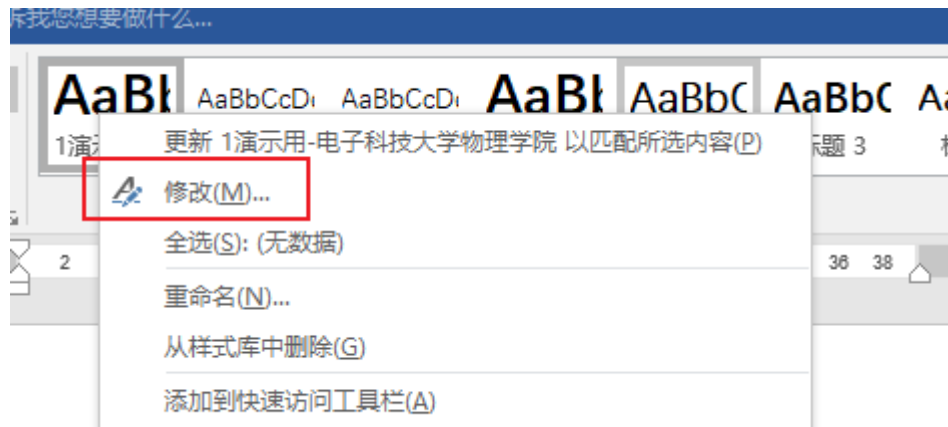 诉我您想要做什么...
AaBl AaBbCcD AaBbCcD AaBl AaBbC AaBbC Aa
1演 标题 3
更新 1演示用-电子科技大学物理学院 以匹配所选内容(P)
修改(M)...
全选(S): (无数据)
2 36 38
重命名(N)...
从样式库中删除(G)
添加到快速访问工具栏(A)